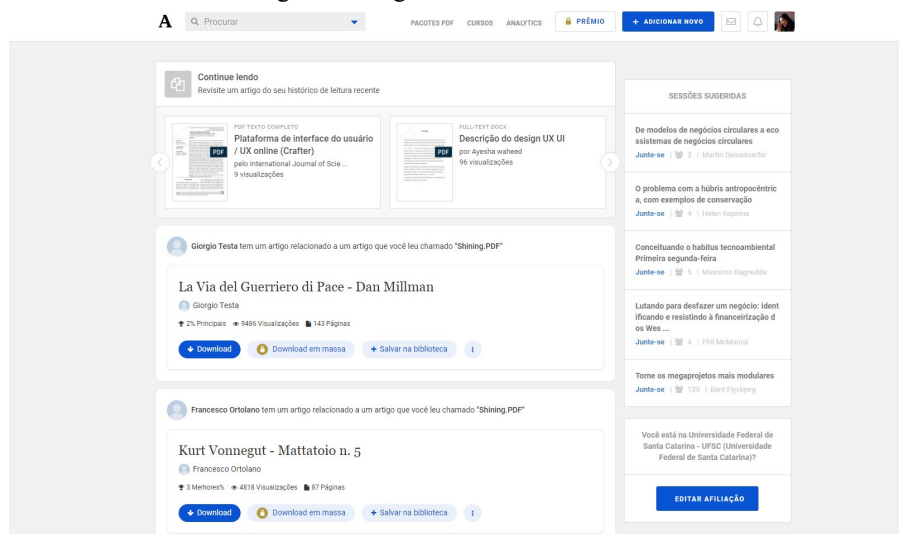 A
Procurar
PACOTES PDF CURSOS ANALYTICS PRÊMIO + ADICIONAR NOVO
Continue lendo
Revisite um artigo do seu histórico de leitura recente
PDF TEXTO COMPLETO
Plataforma de interface do usuário
/ UX online (Crafter)
pelo International Journal of Scie ...
9 visualizações
PDF
FULL-TEXT DOCX
Descrição do design UX UI
por Ayesha waheed
96 visualizações
PDF
Giorgio Testa tem um artigo relacionado a um artigo que você leu chamado "Shining.PDF"
La Via del Guerriero di Pace - Dan Millman
Giorgio Testa
2% Principais 9486 Visualizações 143 Páginas
Download Download em massa + Salvar na biblioteca
Francesco Ortolano tem um artigo relacionado a um artigo que você leu chamado "Shining.PDF"
Kurt Vonnegut - Mattatoio n. 5
Francesco Ortolano
3 Melhores% 4818 Visualizações 87 Páginas
Download Download em massa + Salvar na biblioteca
SESSÕES SUGERIDAS
De modelos de negócios circulares a eco
ssistemas de negócios circulares
Junte-se | 3 | Martin Geissdoerfer
O problema com a húbris antropocêntric
a, com exemplos de conservação
Junte-se | 4 | Helen Kopnina
Conceituando o habitus tecnoambiental
Primeira segunda-feira
Junte-se | 5 | Massimo Ragnedda
Lutando para desfazer um negócio: ident
ificando e resistindo à financeirização d
os Wes ...
Junte-se | 4 | Phil McManus
Torne os megaprojetos mais modulares
Junte-se | 123 | Bent Flyvbjerg
Você está na Universidade Federal de
Santa Catarina - UFSC (Universidade
Federal de Santa Catarina)?
EDITAR AFILIAÇÃO